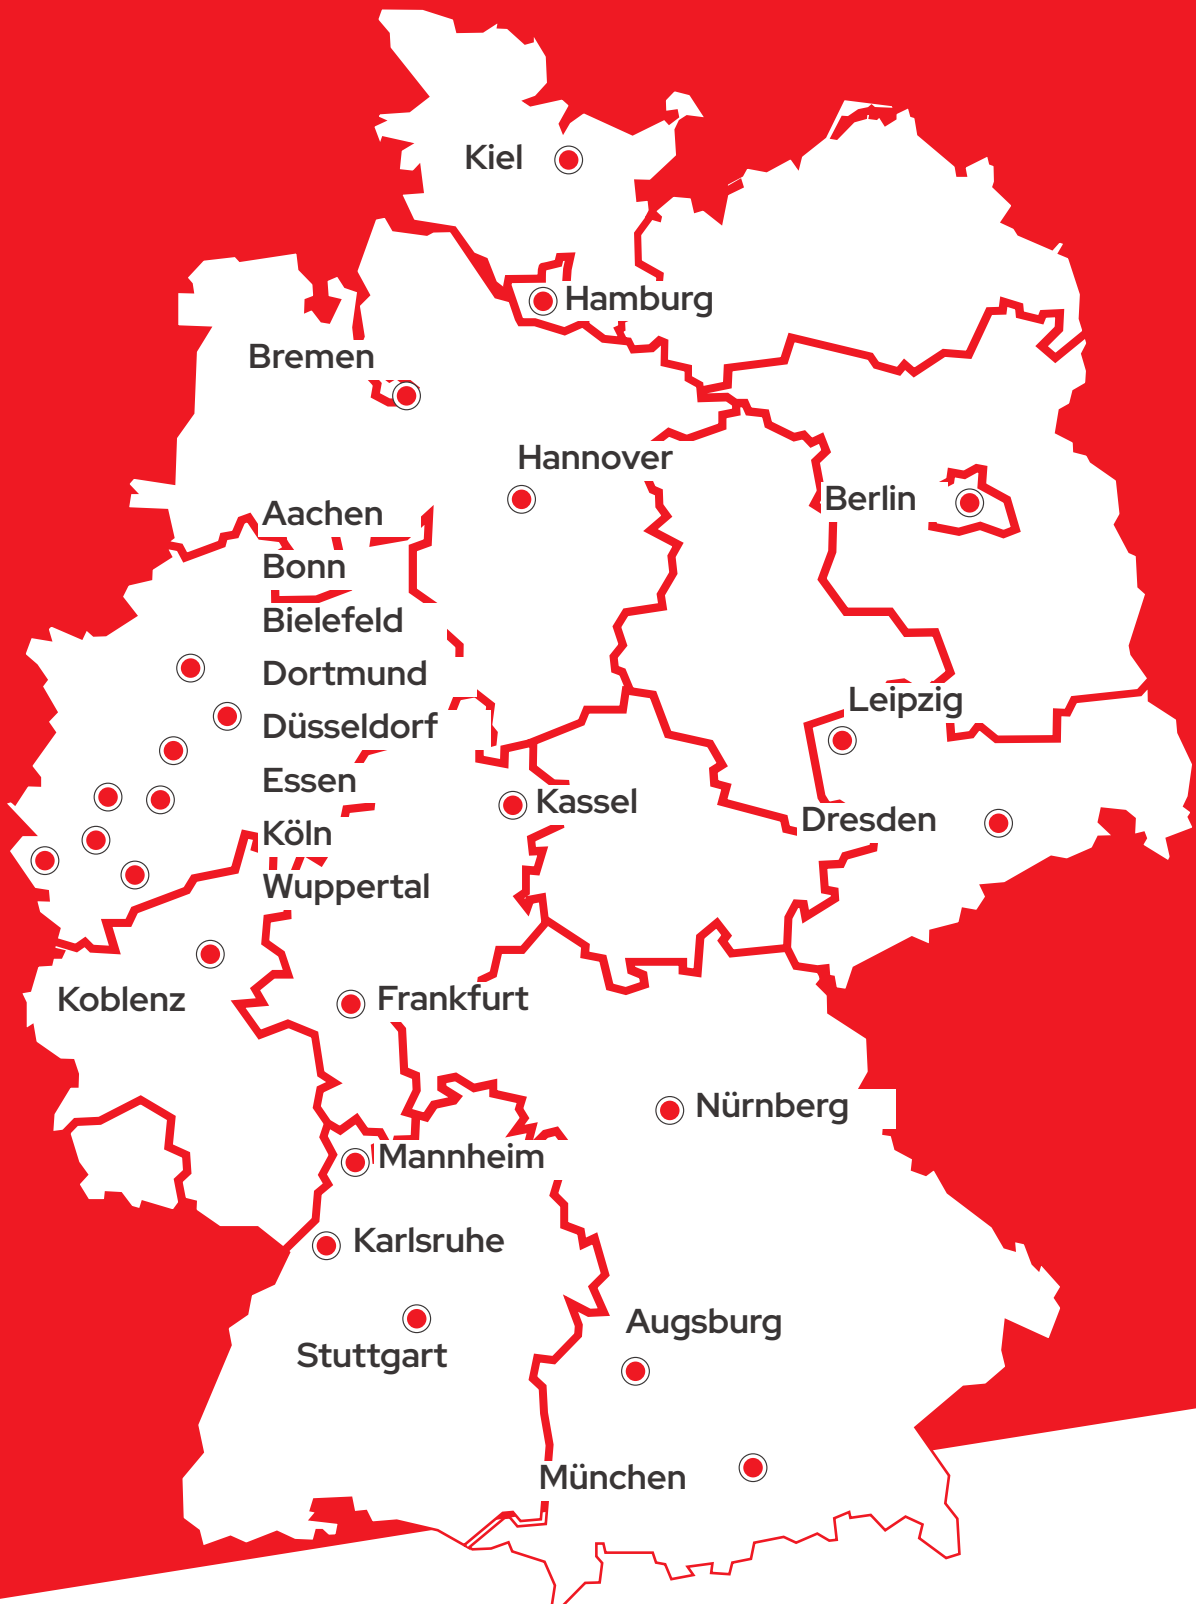 Kiel
Hamburg
Bremen
Hannover
Berlin
Aachen
Bonn
Bielefeld
Dortmund
Düsseldorf
Essen
Köln
Wuppertal
Leipzig
Kassel
Dresden
Koblenz
Frankfurt
Nürnberg
Mannheim
Karlsruhe
Stuttgart
Augsburg
München